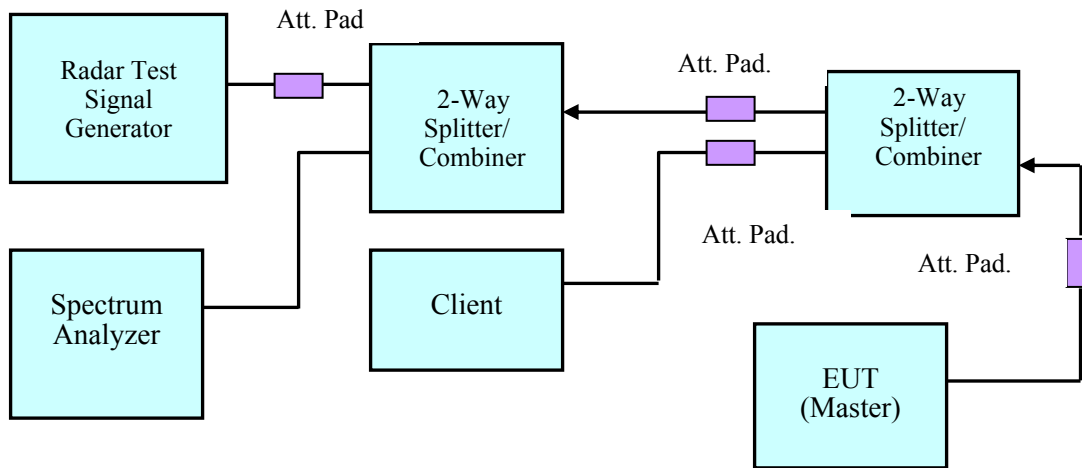 Att. Pad
Radar Test
Signal
Generator
2-Way
Splitter/
Combiner
Att. Pad.
2-Way
Splitter/
Combiner
Att. Pad.
Att. Pad.
Spectrum
Analyzer
Client
EUT
(Master)